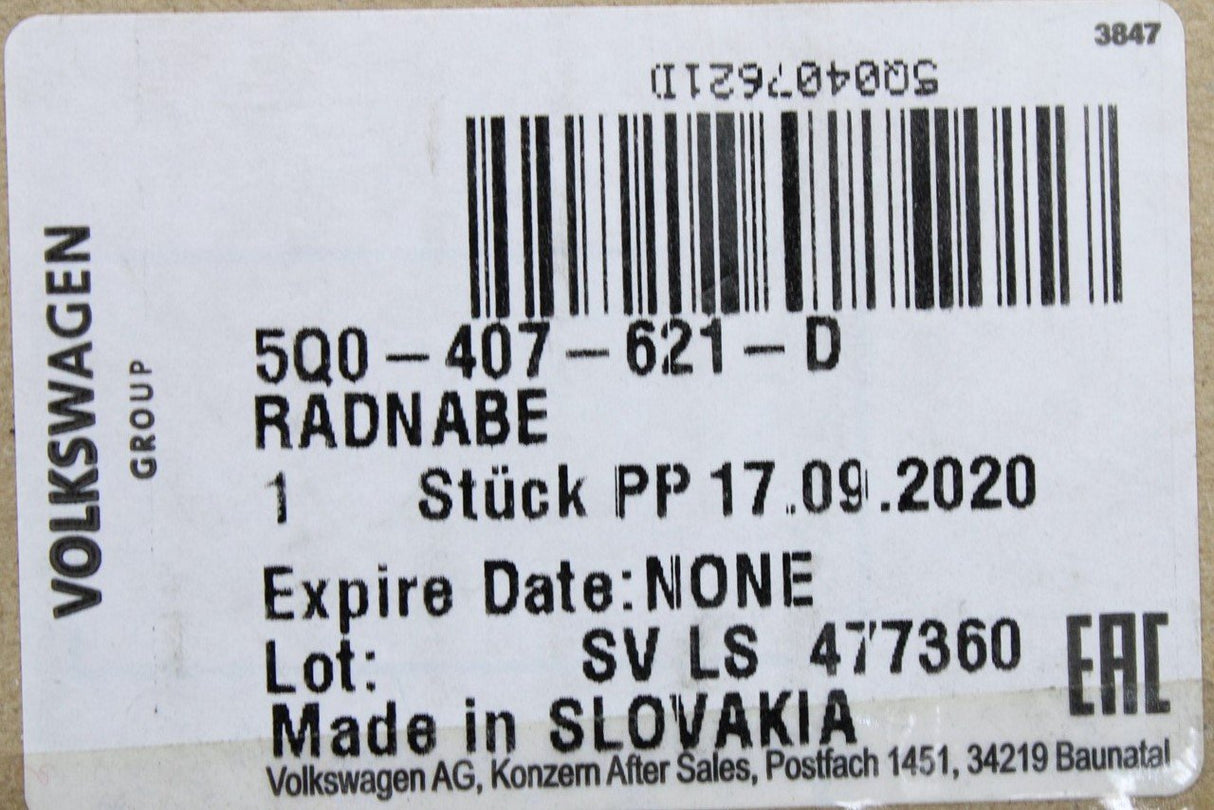 3847
5Q0407621D
VOLKSWAGEN
GROUP
5Q0-407-621-D
RADNABE
1 Stück PP 17.09.2020
Expire Date:NONE
Lot: SV LS 477360
EAC
Made in SLOVAKIA
Volkswagen AG, Konzern After Sales, Postfach 1451, 34219 Baunatal